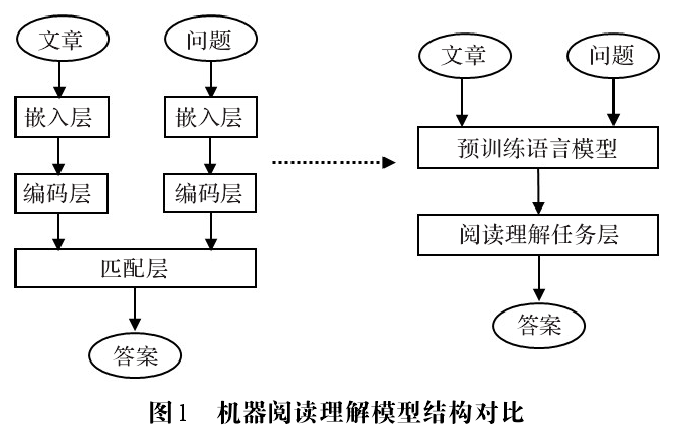 文章 问题
嵌入层 嵌入层
编码层 编码层
匹配层
答案
文章 问题
预训练语言模型
阅读理解任务层
答案
图1 机器阅读理解模型结构对比